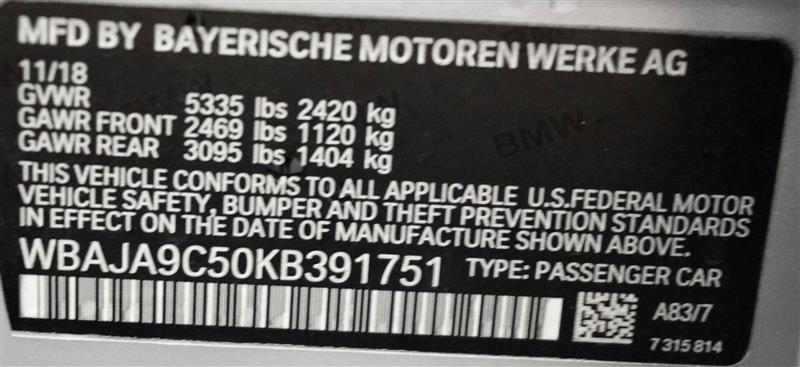 MFD BY BAYERISCHE MOTOREN WERKE AG
11/18
GVWR 5335 lbs 2420 kg
GAWR FRONT 2469 lbs 1120 kg
GAWR REAR 3095 lbs 1404 kg
THIS VEHICLE CONFORMS TO ALL APPLICABLE U.S.FEDERAL MOTOR
VEHICLE SAFETY, BUMPER AND THEFT PREVENTION STANDARDS
IN EFFECT ON THE DATE OF MANUFACTURE SHOWN ABOVE.
WBAJA9C50KB391751 TYPE: PASSENGER CAR
A83/7
7 315 814
BMW